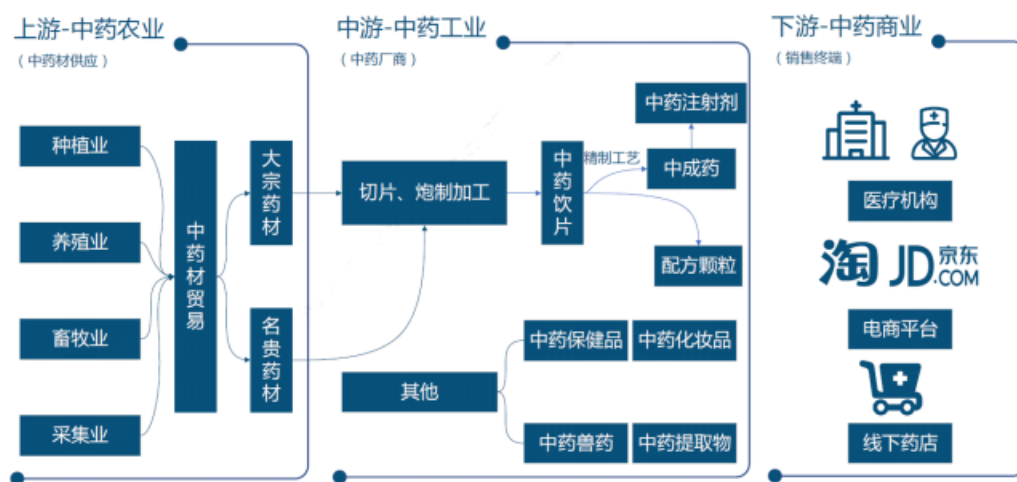 上游-中药农业
（中药材供应）
种植业
养殖业
畜牧业
采集业
中药材贸易
大宗药材
名贵药材
中游-中药工业
（中药厂商）
切片、炮制加工
中药饮片
精制工艺
中药注射剂
中成药
配方颗粒
其他
中药保健品
中药化妆品
中药兽药
中药提取物
下游-中药商业
（销售终端）
医疗机构
淘
JD京东
.COM
电商平台
线下药店